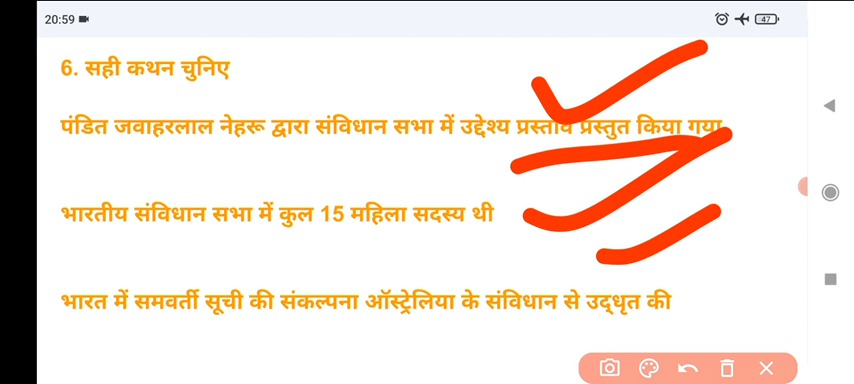 20:59
47
6. सही कथन चुनिए
पंडित जवाहरलाल नेहरू द्वारा संविधान सभा में उद्देश्य प्रस्ताव प्रस्तुत किया गया
भारतीय संविधान सभा में कुल 15 महिला सदस्य थी
भारत में समवर्ती सूची की संकल्पना ऑस्ट्रेलिया के संविधान से उद्धृत की